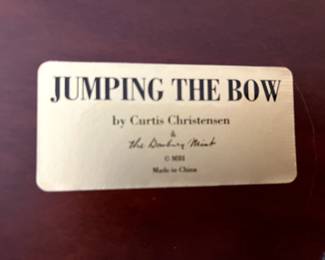 JUMPING THE BOW
by Curtis Christensen
&
The Danbury Mint
© MBI
Made in China